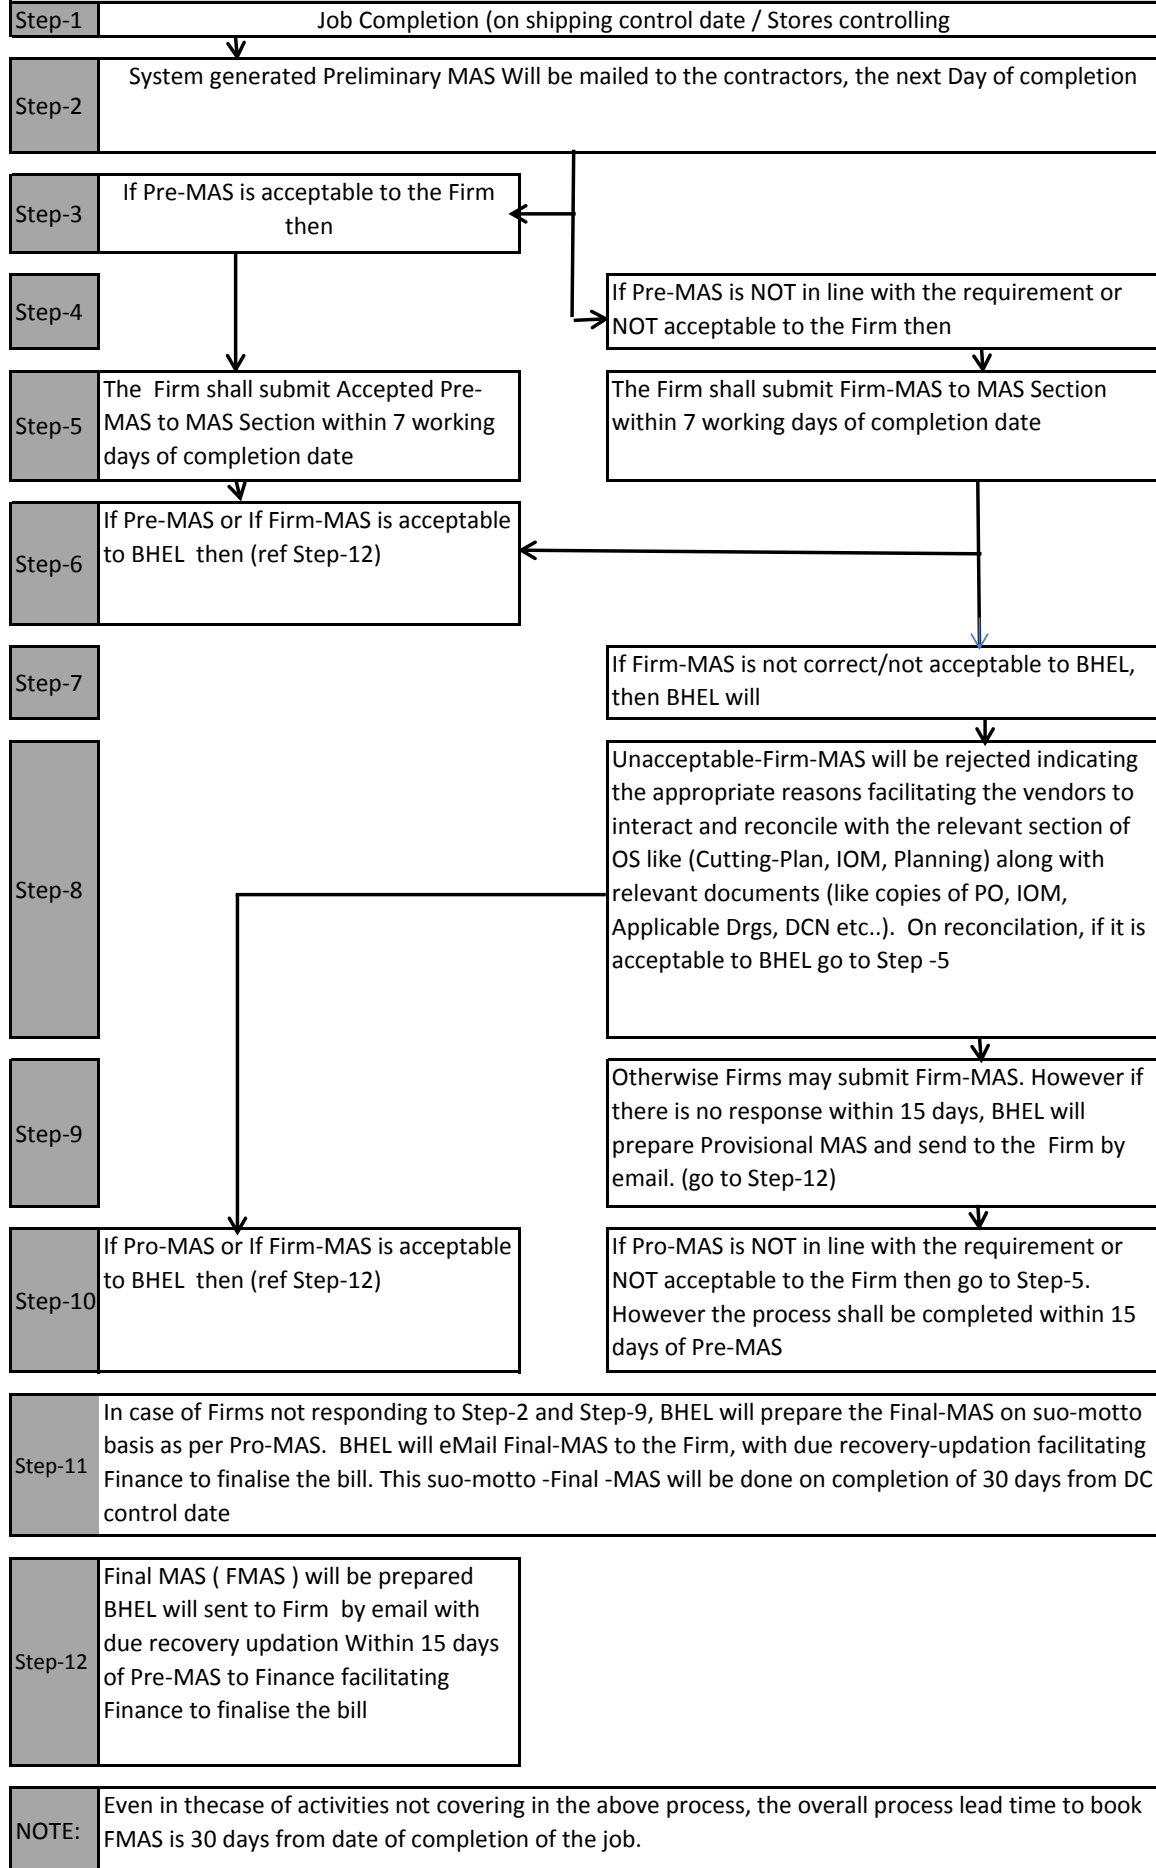 Step-1
Job Completion (on shipping control date / Stores controlling
Step-2
System generated Preliminary MAS Will be mailed to the contractors, the next Day of completion
Step-3
If Pre-MAS is acceptable to the Firm
then
Step-4
If Pre-MAS is NOT in line with the requirement or
NOT acceptable to the Firm then
Step-5
The Firm shall submit Accepted Pre-
MAS to MAS Section within 7 working
days of completion date
The Firm shall submit Firm-MAS to MAS Section
within 7 working days of completion date
Step-6
If Pre-MAS or If Firm-MAS is acceptable
to BHEL then (ref Step-12)
Step-7
If Firm-MAS is not correct/not acceptable to BHEL,
then BHEL will
Step-8
Unacceptable-Firm-MAS will be rejected indicating
the appropriate reasons facilitating the vendors to
interact and reconcile with the relevant section of
OS like (Cutting-Plan, IOM, Planning) along with
relevant documents (like copies of PO, IOM,
Applicable Drgs, DCN etc..). On reconcilation, if it is
acceptable to BHEL go to Step -5
Step-9
Otherwise Firms may submit Firm-MAS. However if
there is no response within 15 days, BHEL will
prepare Provisional MAS and send to the Firm by
email. (go to Step-12)
Step-10
If Pro-MAS or If Firm-MAS is acceptable
to BHEL then (ref Step-12)
If Pro-MAS is NOT in line with the requirement or
NOT acceptable to the Firm then go to Step-5.
However the process shall be completed within 15
days of Pre-MAS
Step-11
In case of Firms not responding to Step-2 and Step-9, BHEL will prepare the Final-MAS on suo-motto
basis as per Pro-MAS. BHEL will eMail Final-MAS to the Firm, with due recovery-updation facilitating
Finance to finalise the bill. This suo-motto -Final -MAS will be done on completion of 30 days from DC
control date
Step-12
Final MAS ( FMAS ) will be prepared
BHEL will sent to Firm by email with
due recovery updation Within 15 days
of Pre-MAS to Finance facilitating
Finance to finalise the bill
NOTE:
Even in thecase of activities not covering in the above process, the overall process lead time to book
FMAS is 30 days from date of completion of the job.